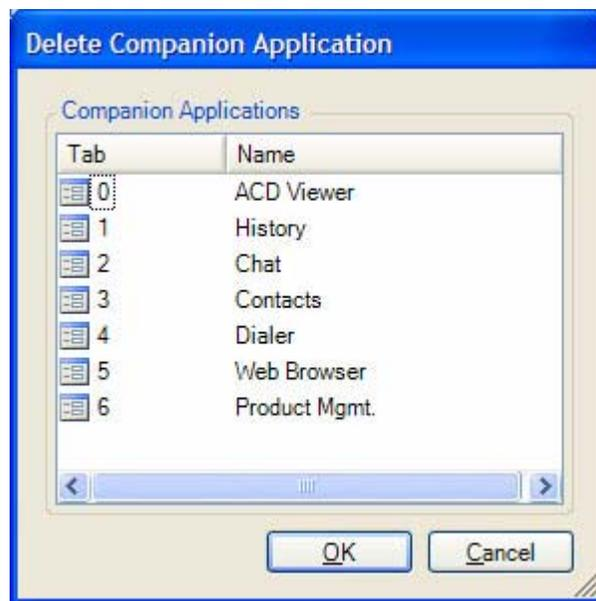 Delete Companion Application
Companion Applications
Tab Name
0 ACD Viewer
1 History
2 Chat
3 Contacts
4 Dialer
5 Web Browser
6 Product Mgmt.
OK Cancel